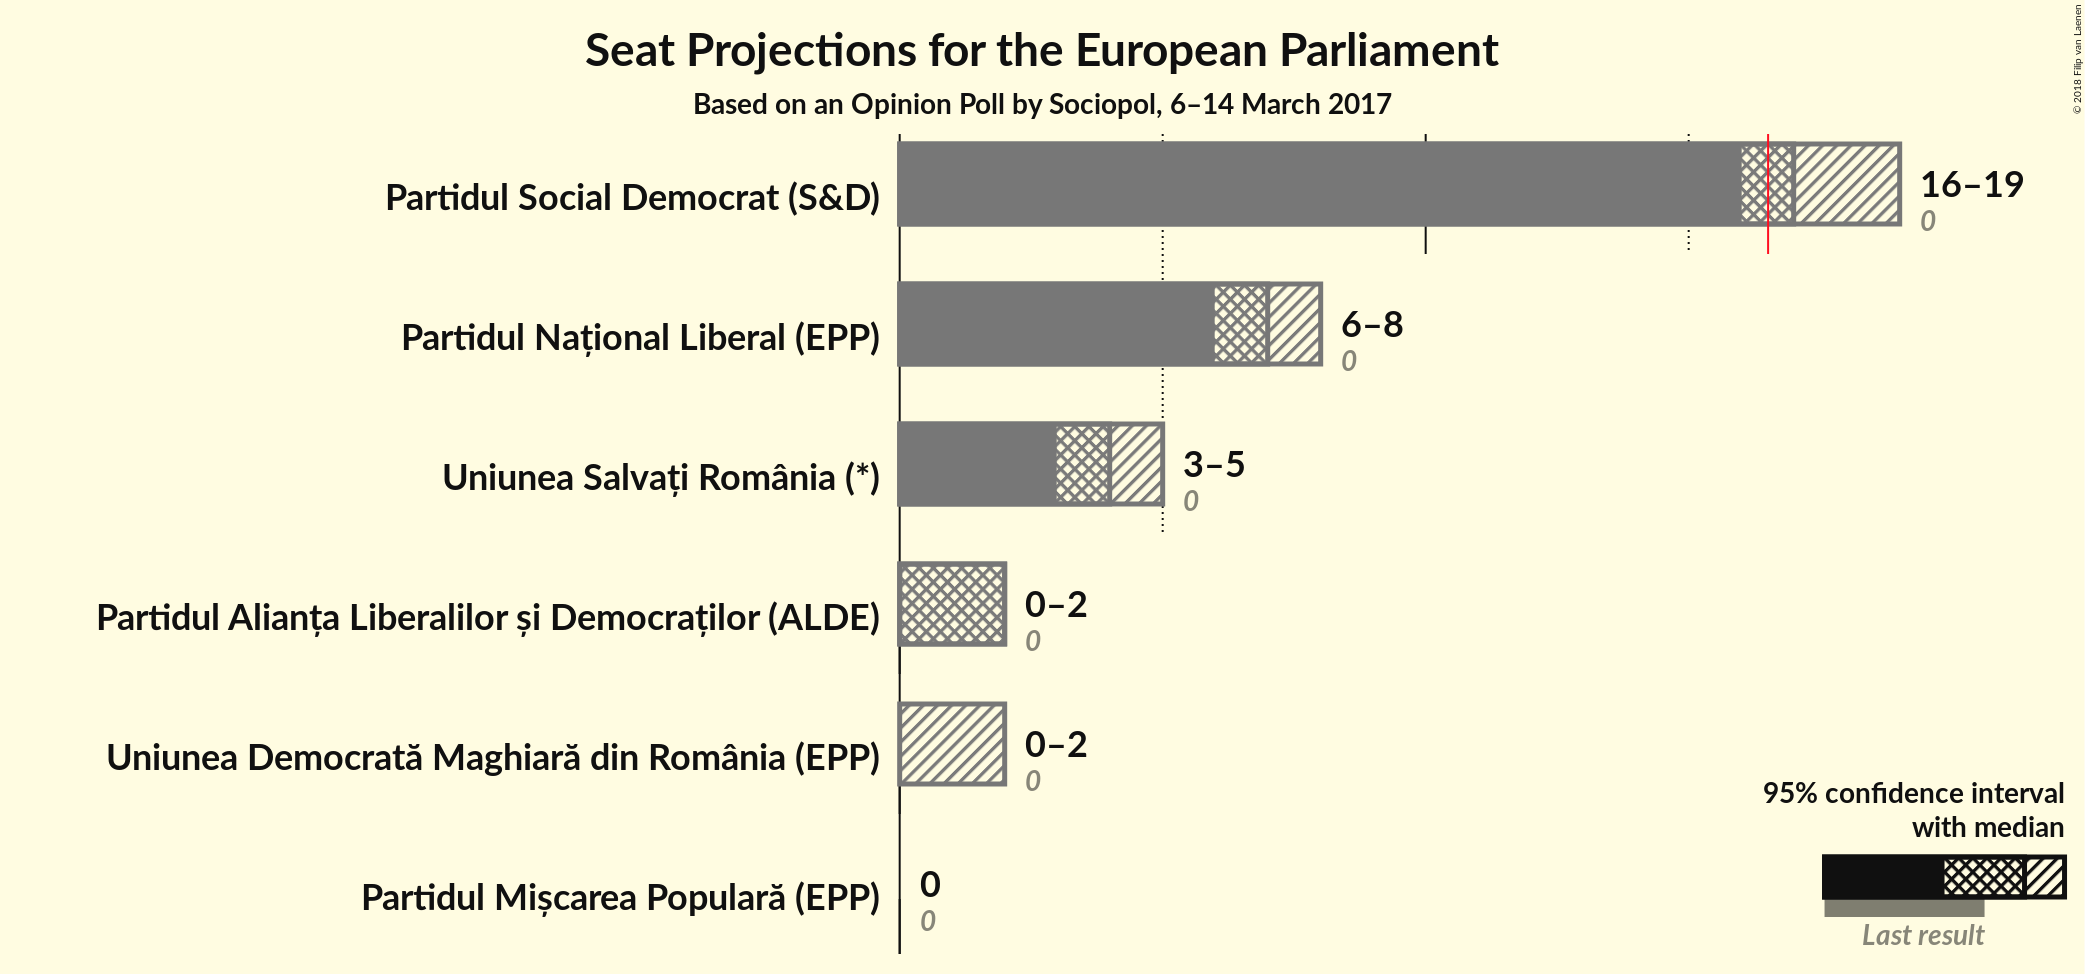 Seat Projections for the European Parliament
Based on an Opinion Poll by Sociopol, 6–14 March 2017
© 2018 Filip van Laenen
Partidul Social Democrat (S&D)
16–19
0
Partidul Național Liberal (EPP)
6–8
0
Uniunea Salvați România (*)
3–5
0
Partidul Alianța Liberalilor și Democraților (ALDE)
0–2
0
Uniunea Democrată Maghiară din România (EPP)
0–2
0
Partidul Mișcarea Populară (EPP)
0
0
95% confidence interval
with median
Last result